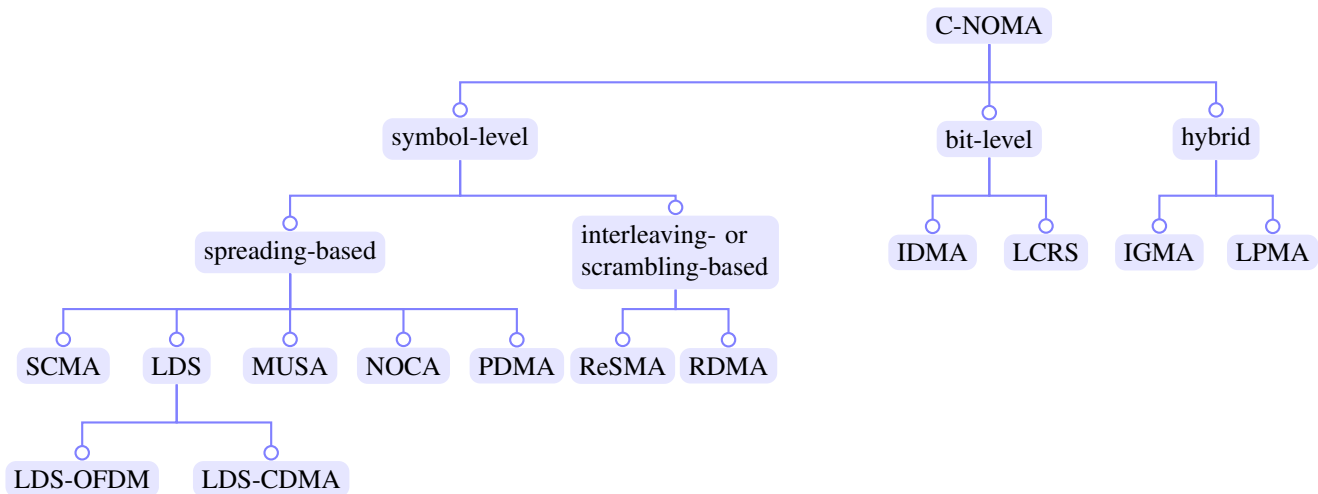 C-NOMA
symbol-level
bit-level
hybrid
spreading-based
interleaving- or
scrambling-based
IDMA
LCRS
IGMA
LPMA
SCMA
LDS
MUSA
NOCA
PDMA
ReSMA
RDMA
LDS-OFDM
LDS-CDMA